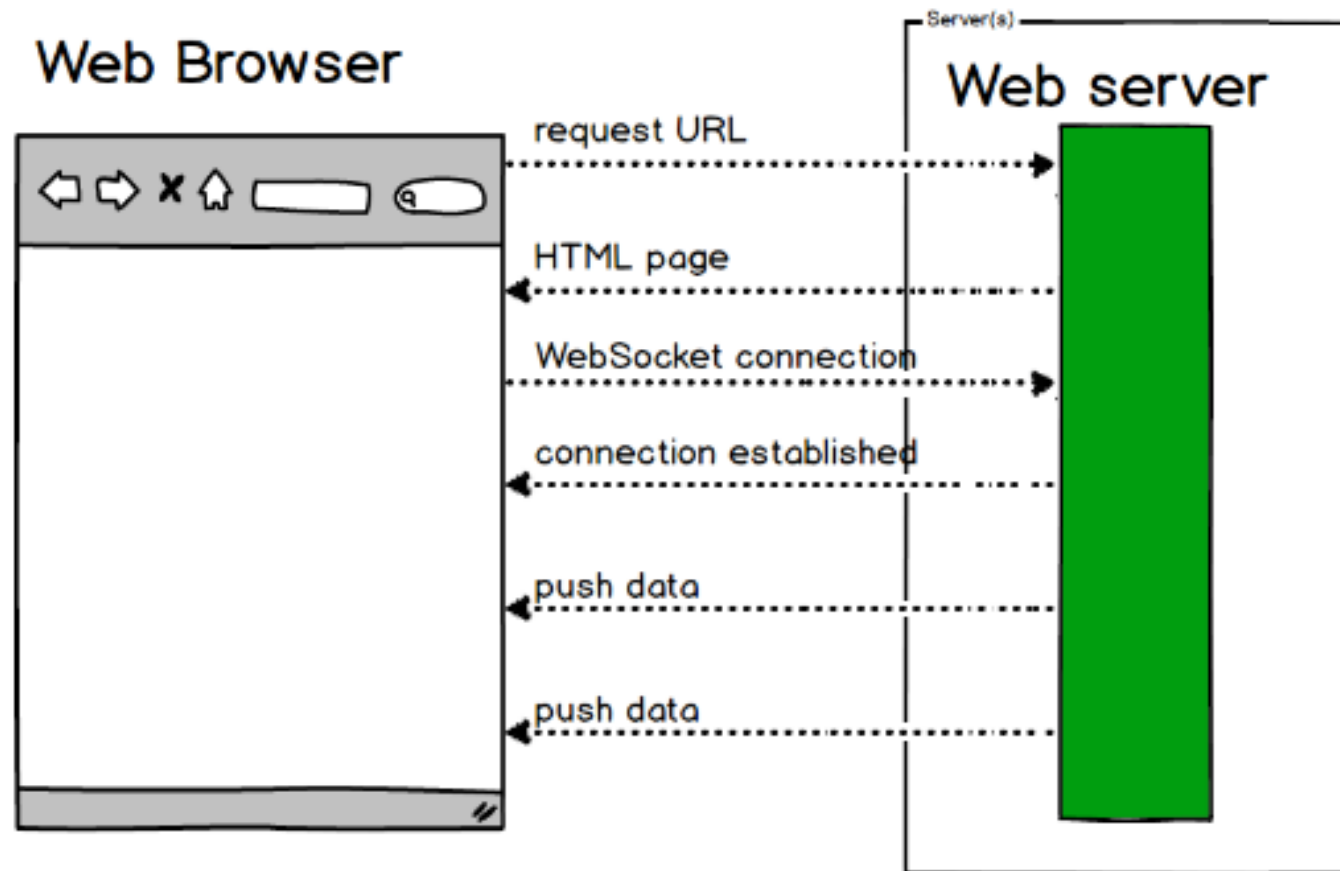 Server(s)
Web Browser
Web server
request URL
HTML page
WebSocket connection
connection established
push data
push data